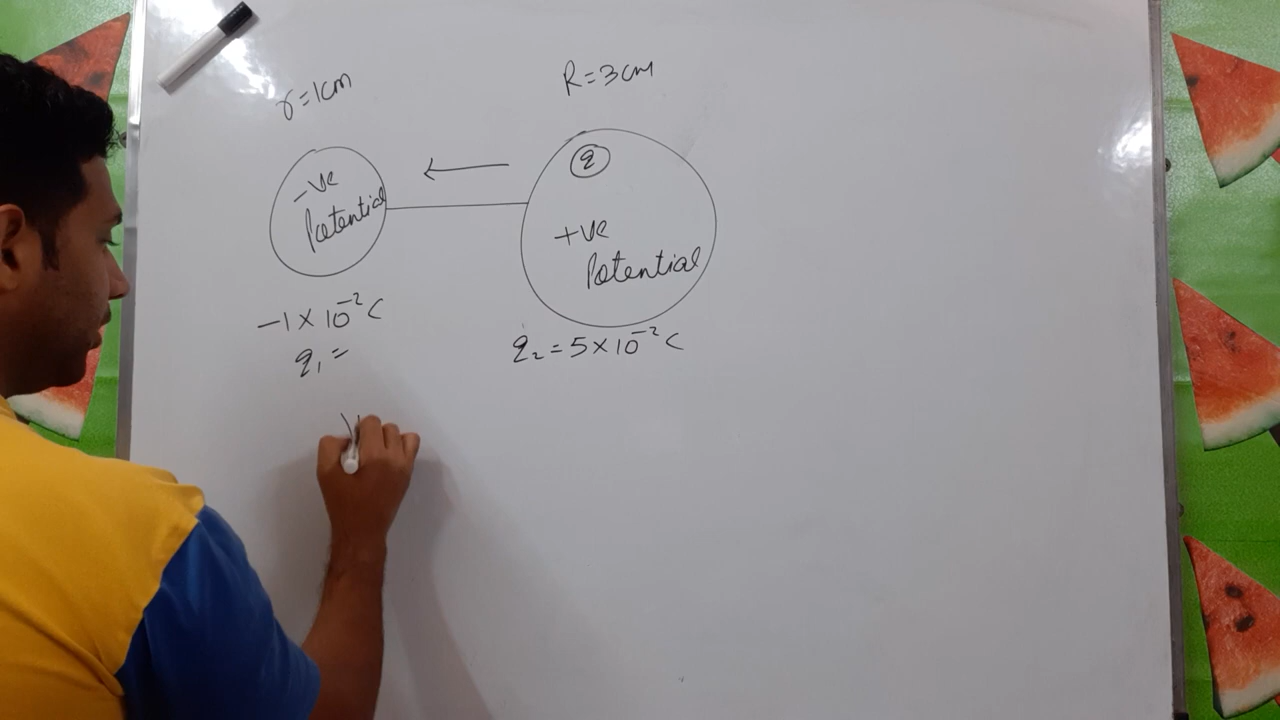 r=1cm
R=3cm
-ve
Potential
q
+ve
Potential
-1×10⁻²C
q₁=
q₂=5×10⁻²C
V